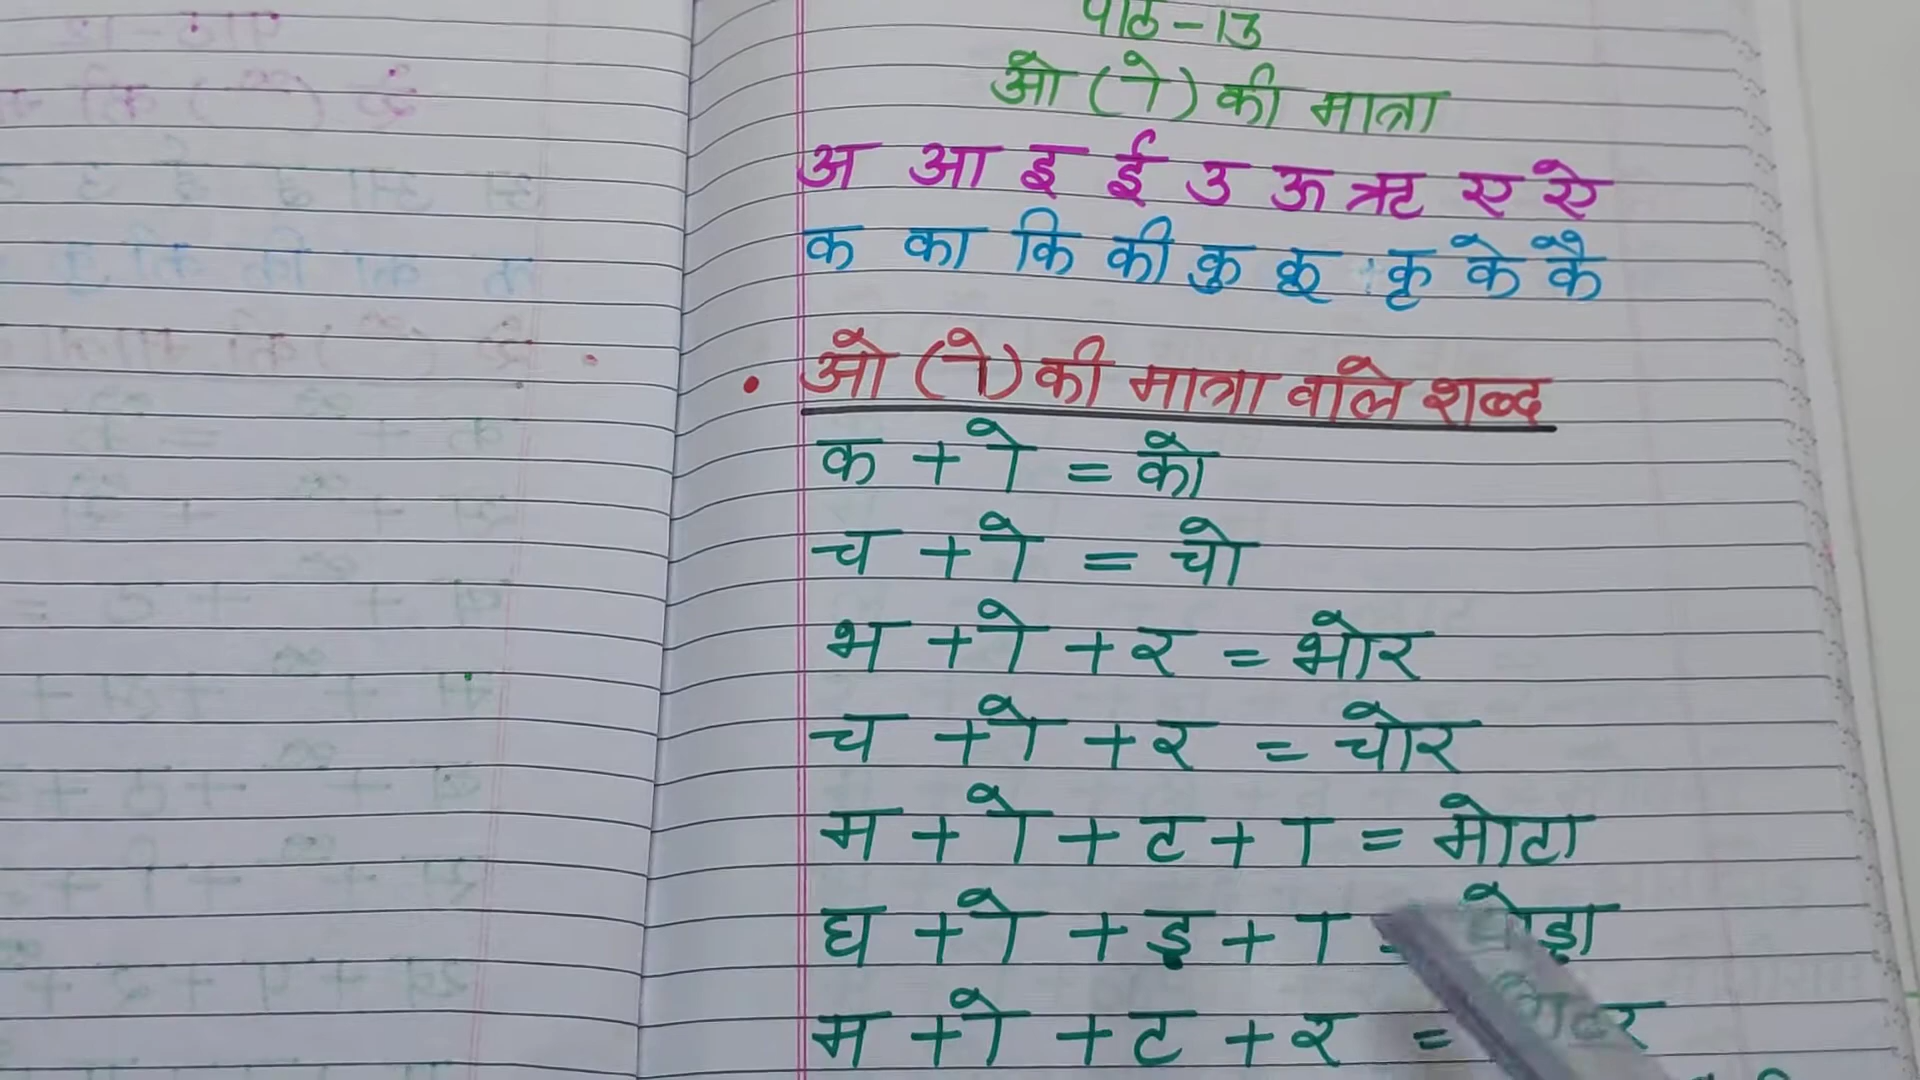 पाठ-13
ओ (ो) की मात्रा
अ आ इ ई उ ऊ ऋ ए ऐ
क का कि की कु कू कृ के कै
• ओ (ो) की मात्रा वाले शब्द
क + ो = को
च + ो = चो
भ + ो + र = भोर
च + ो + र = चोर
म + ो + ट + ा = मोटा
घ + ो + ड़ + ा = घोड़ा
म + ो + ट + र =